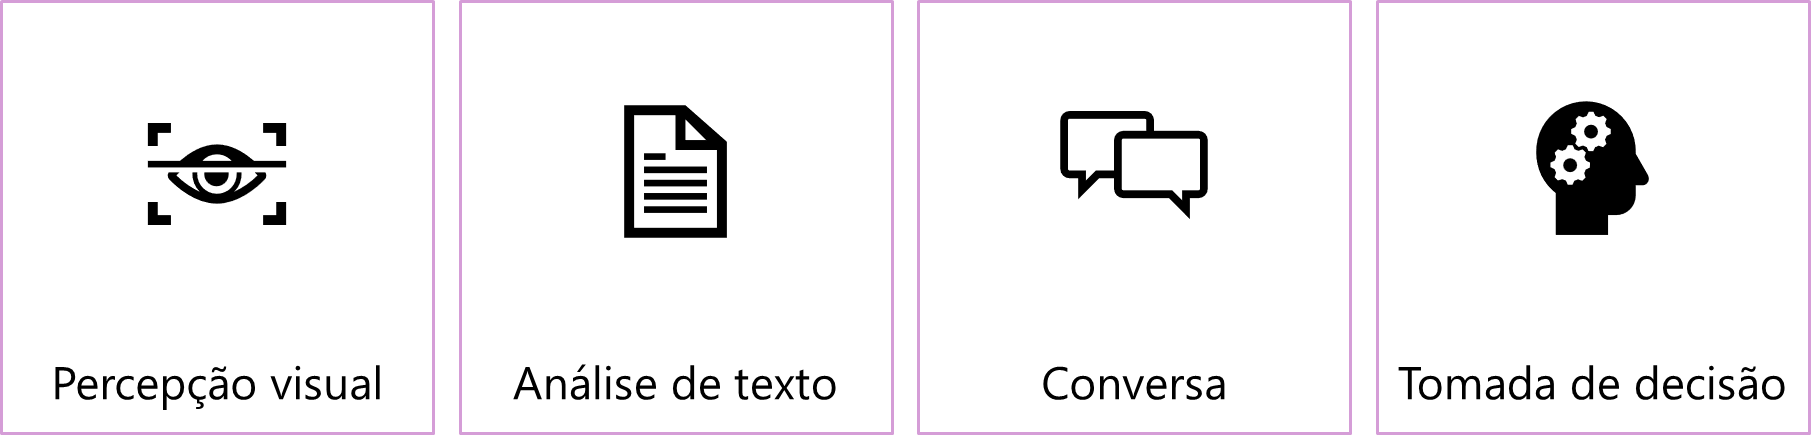 Percepção visual
Análise de texto
Conversa
Tomada de decisão